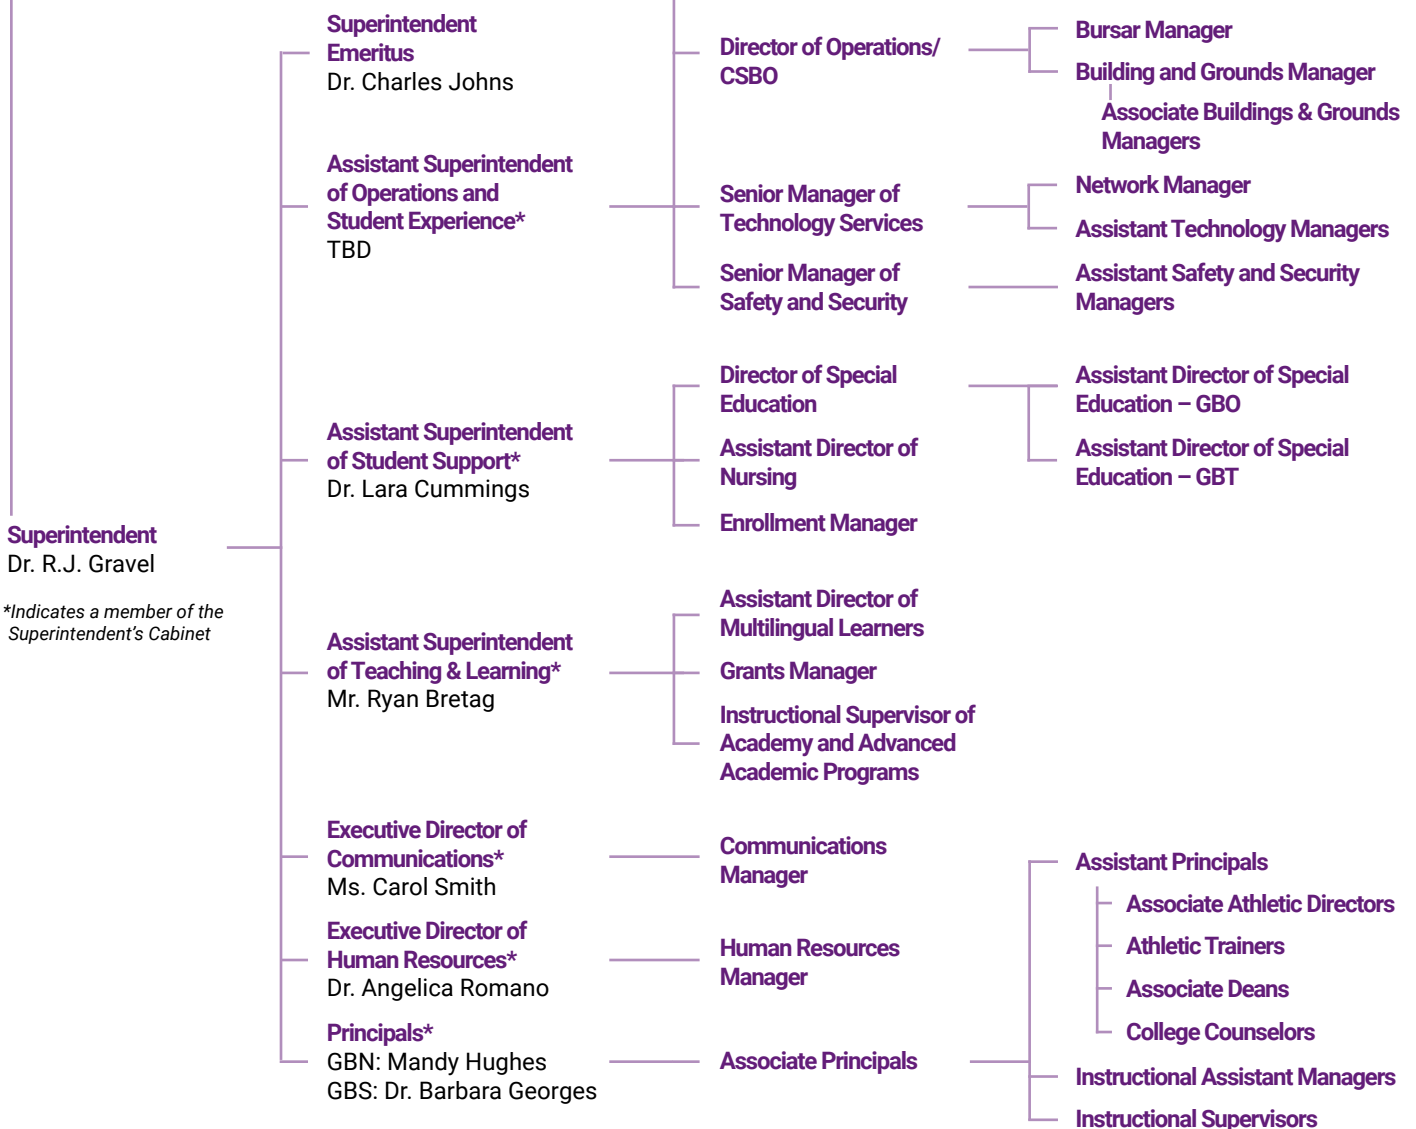 Superintendent
Dr. R.J. Gravel
*Indicates a member of the
Superintendent's Cabinet
Superintendent
Emeritus
Dr. Charles Johns
Assistant Superintendent
of Operations and
Student Experience*
TBD
Director of Operations/
CSBO
Bursar Manager
Building and Grounds Manager
Associate Buildings & Grounds
Managers
Senior Manager of
Technology Services
Network Manager
Assistant Technology Managers
Senior Manager of
Safety and Security
Assistant Safety and Security
Managers
Assistant Superintendent
of Student Support*
Dr. Lara Cummings
Director of Special
Education
Assistant Director of Special
Education – GBO
Assistant Director of Special
Education – GBT
Assistant Director of
Nursing
Enrollment Manager
Assistant Superintendent
of Teaching & Learning*
Mr. Ryan Bretag
Assistant Director of
Multilingual Learners
Grants Manager
Instructional Supervisor of
Academy and Advanced
Academic Programs
Executive Director of
Communications*
Ms. Carol Smith
Communications
Manager
Executive Director of
Human Resources*
Dr. Angelica Romano
Human Resources
Manager
Principals*
GBN: Mandy Hughes
GBS: Dr. Barbara Georges
Associate Principals
Assistant Principals
Associate Athletic Directors
Athletic Trainers
Associate Deans
College Counselors
Instructional Assistant Managers
Instructional Supervisors